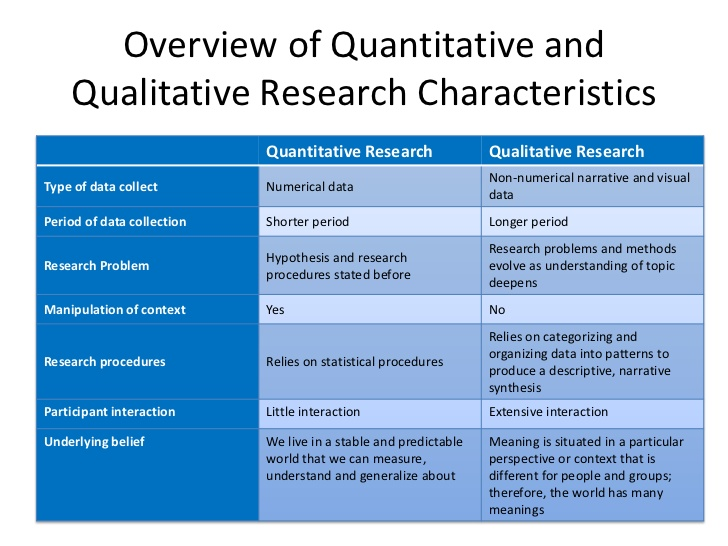 Overview of Quantitative and
Qualitative Research Characteristics
Quantitative Research
Qualitative Research
Type of data collect
Numerical data
Non-numerical narrative and visual
data
Period of data collection
Shorter period
Longer period
Research Problem
Hypothesis and research
procedures stated before
Research problems and methods
evolve as understanding of topic
deepens
Manipulation of context
Yes
No
Research procedures
Relies on statistical procedures
Relies on categorizing and
organizing data into patterns to
produce a descriptive, narrative
synthesis
Participant interaction
Little interaction
Extensive interaction
Underlying belief
We live in a stable and predictable
world that we can measure,
understand and generalize about
Meaning is situated in a particular
perspective or context that is
different for people and groups;
therefore, the world has many
meanings